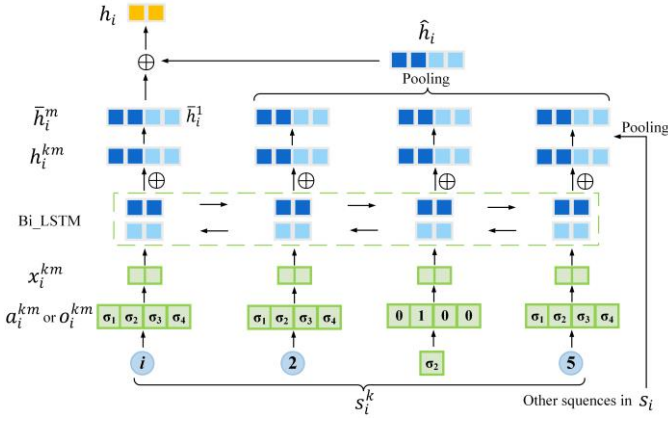 h_i
ĥ_i
⊕
Pooling
h̄_i^m h̄_i^1
Pooling
h_i^{km}
⊕ ⊕ ⊕ ⊕
Bi_LSTM
x_i^{km}
a_i^{km} or o_i^{km} σ₁ σ₂ σ₃ σ₄ σ₁ σ₂ σ₃ σ₄ 0 1 0 0 σ₁ σ₂ σ₃ σ₄
i 2 σ₂ 5
s_i^k Other squences in s_i